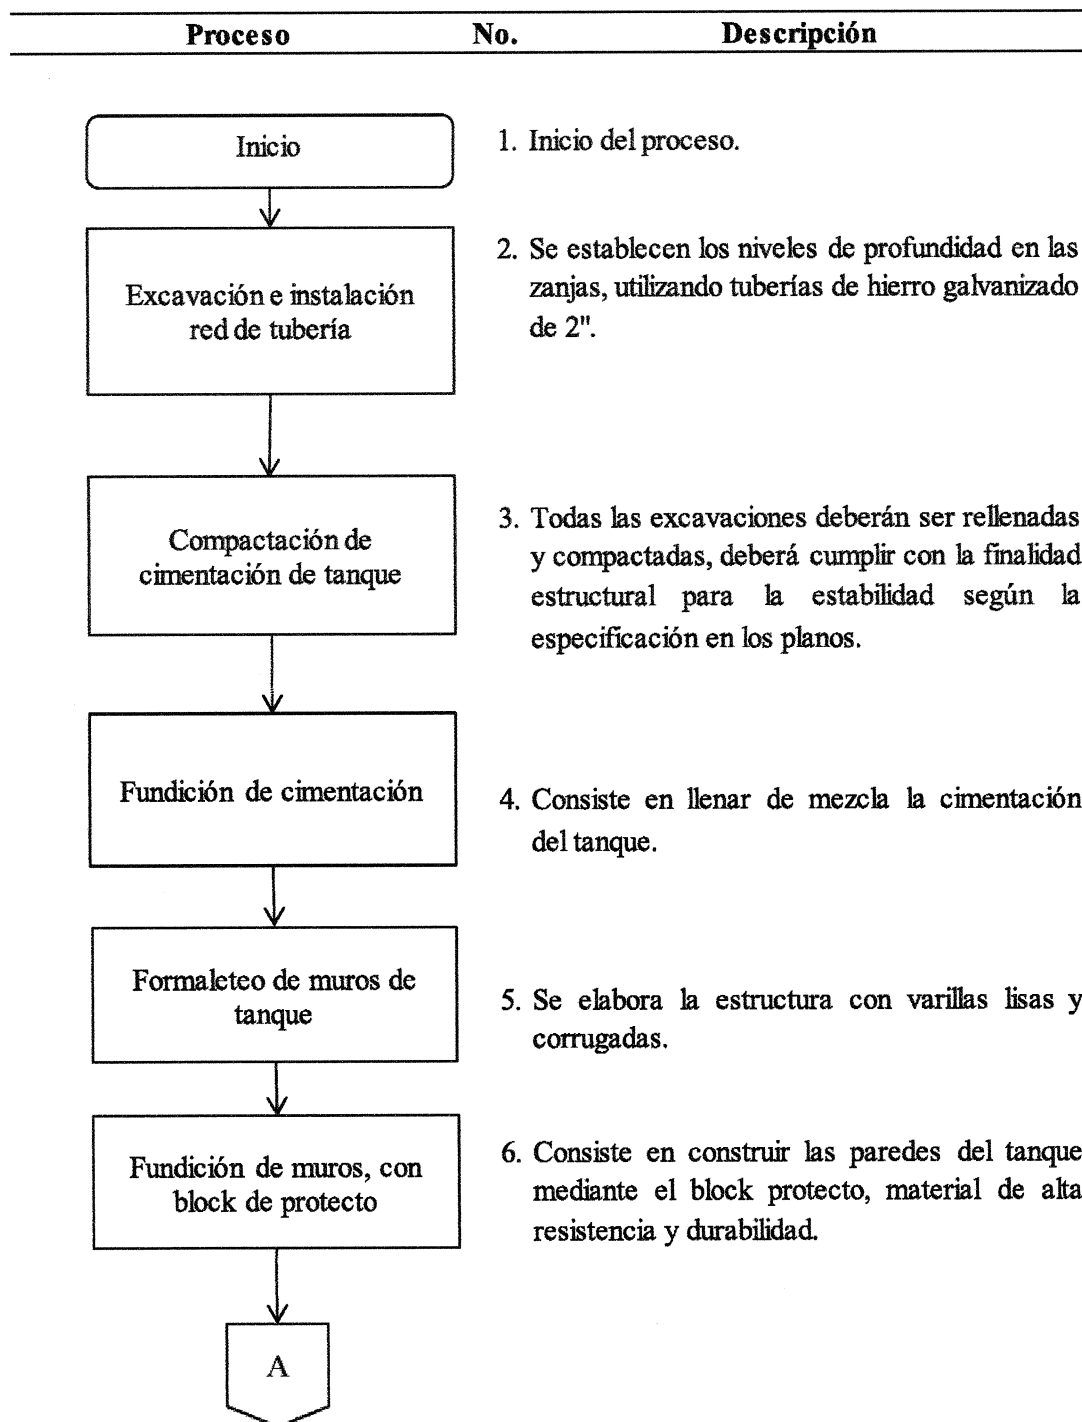 Proceso No. Descripción
Inicio
1. Inicio del proceso.
Excavación e instalación
red de tubería
2. Se establecen los niveles de profundidad en las
zanjas, utilizando tuberías de hierro galvanizado
de 2".
Compactación de
cimentación de tanque
3. Todas las excavaciones deberán ser rellenadas
y compactadas, deberá cumplir con la finalidad
estructural para la estabilidad según la
especificación en los planos.
Fundición de cimentación
4. Consiste en llenar de mezcla la cimentación
del tanque.
Formaleteo de muros de
tanque
5. Se elabora la estructura con varillas lisas y
corrugadas.
Fundición de muros, con
block de protecto
6. Consiste en construir las paredes del tanque
mediante el block protecto, material de alta
resistencia y durabilidad.
A